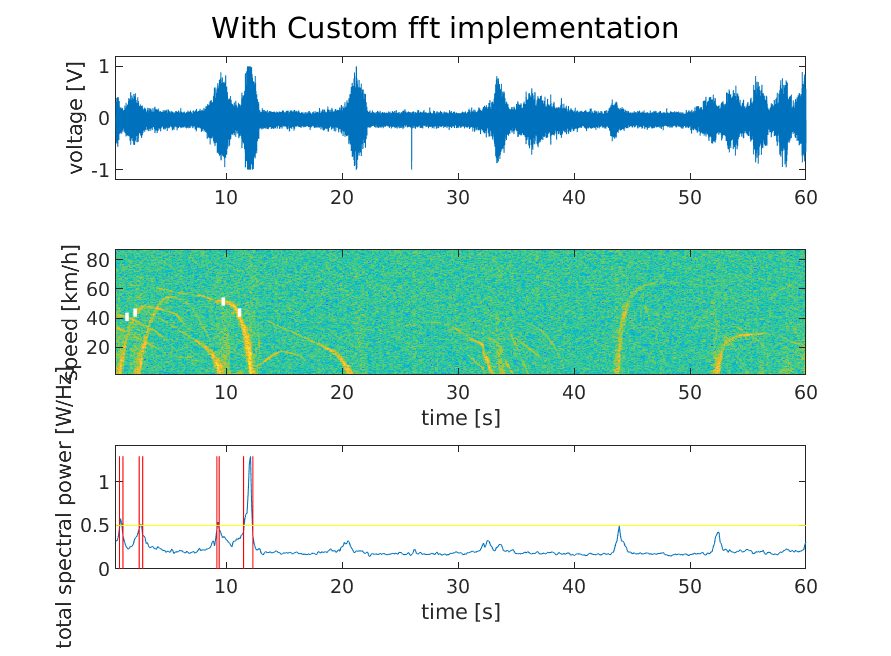 With Custom fft implementation
voltage [V]
1
0
-1
10 20 30 40 50 60
speed [km/h]
80
60
40
20
10 20 30 40 50 60
time [s]
total spectral power [W/Hz]
1
0.5
0
10 20 30 40 50 60
time [s]